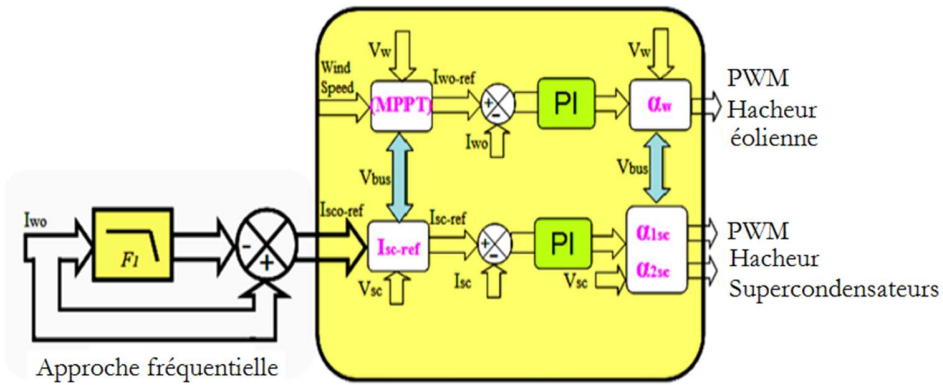 Vw
Vw
Wind
Speed
Iwo-ref
(MPPT)
+
-
PI
αw
PWM
Hacheur
éolienne
Iwo
Vbus
Vbus
Iwo
F1
-
+
Isco-ref
Isc-ref
Isc-ref
+
-
PI
α1sc
α2sc
PWM
Hacheur
Supercondensateurs
Vsc
Isc
Vsc
Approche fréquentielle